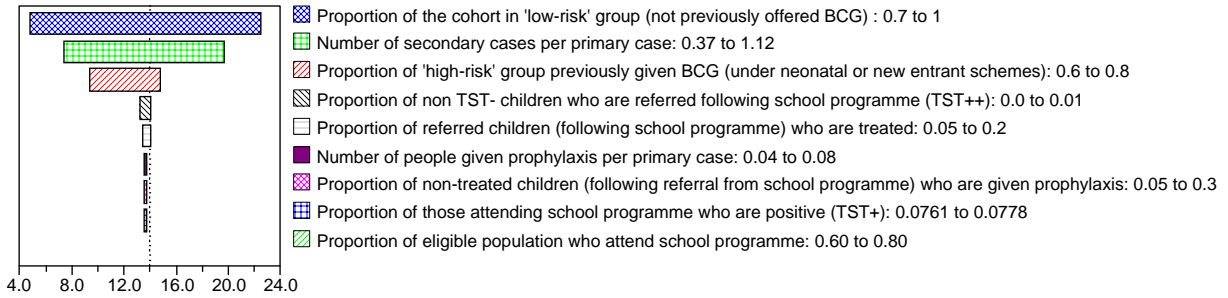 Proportion of the cohort in 'low-risk' group (not previously offered BCG) : 0.7 to 1
Number of secondary cases per primary case: 0.37 to 1.12
Proportion of 'high-risk' group previously given BCG (under neonatal or new entrant schemes): 0.6 to 0.8
Proportion of non TST- children who are referred following school programme (TST++): 0.0 to 0.01
Proportion of referred children (following school programme) who are treated: 0.05 to 0.2
Number of people given prophylaxis per primary case: 0.04 to 0.08
Proportion of non-treated children (following referral from school programme) who are given prophylaxis: 0.05 to 0.3
Proportion of those attending school programme who are positive (TST+): 0.0761 to 0.0778
Proportion of eligible population who attend school programme: 0.60 to 0.80
4.0 8.0 12.0 16.0 20.0 24.0